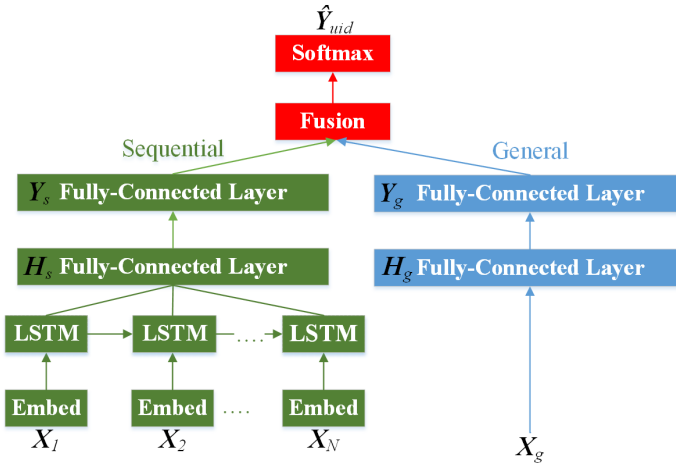 Ŷuid
Softmax
Fusion
Sequential General
Ys Fully-Connected Layer Yg Fully-Connected Layer
Hs Fully-Connected Layer Hg Fully-Connected Layer
LSTM LSTM .... LSTM
Embed Embed .... Embed
X1 X2 XN Xg